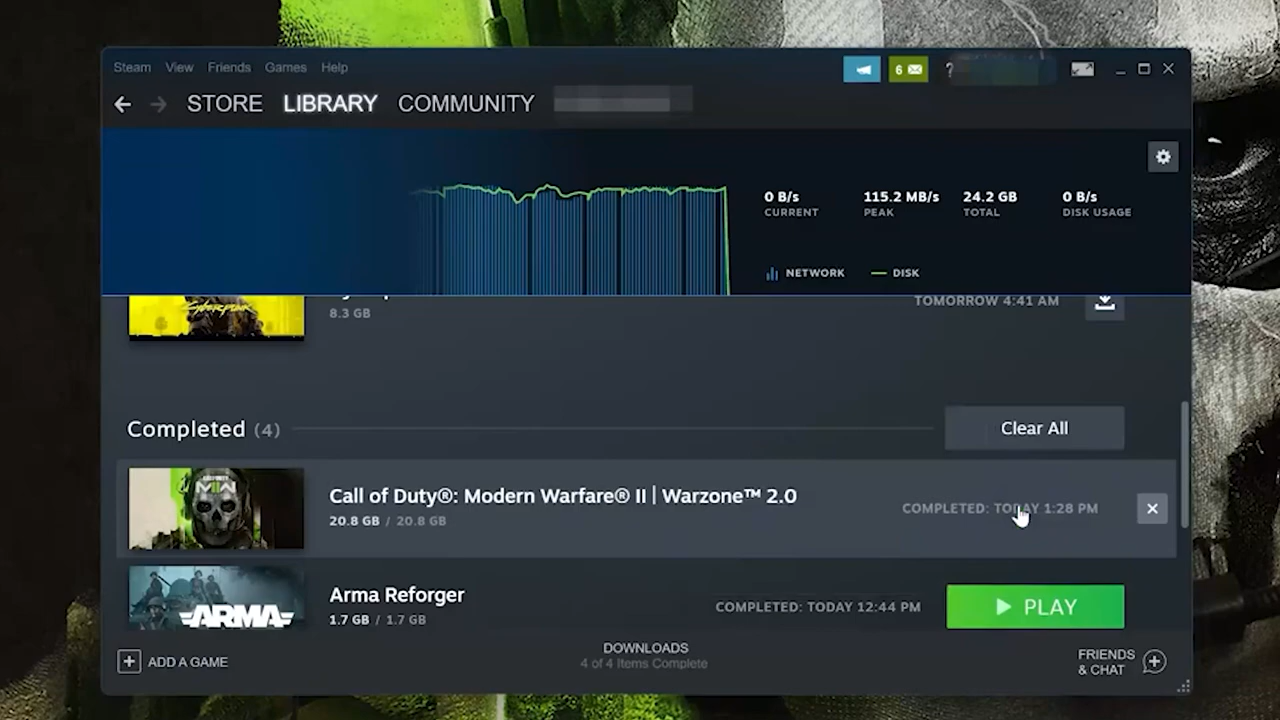 Steam View Friends Games Help
6
?
STORE LIBRARY COMMUNITY
0 B/s 115.2 MB/s 24.2 GB 0 B/s
CURRENT PEAK TOTAL DISK USAGE
NETWORK DISK
TOMORROW 4:41 AM
8.3 GB
Completed (4)
Clear All
Call of Duty®: Modern Warfare® II | Warzone™ 2.0
20.8 GB / 20.8 GB
COMPLETED: TODAY 1:28 PM
Arma Reforger
1.7 GB / 1.7 GB
COMPLETED: TODAY 12:44 PM
PLAY
ARMA
DOWNLOADS
4 of 4 Items Complete
ADD A GAME
FRIENDS
& CHAT